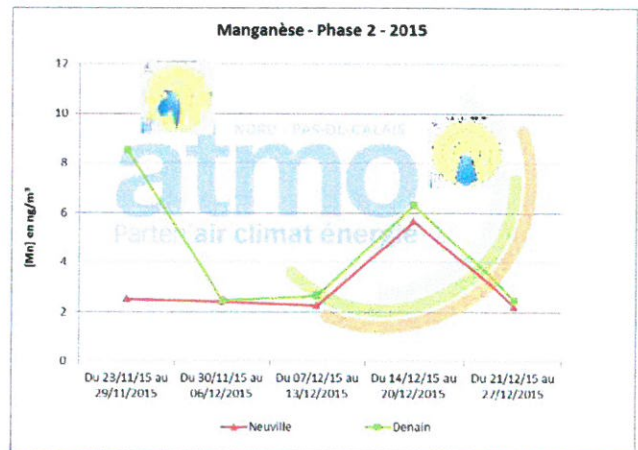 Manganèse - Phase 2 - 2015
[Mn] en ng/m³
12
10
8
6
4
2
0
NORD - PAS-DE-CALAIS
atmo
Parten'air climat énergie
Du 23/11/15 au
29/11/2015
Du 30/11/15 au
06/12/2015
Du 07/12/15 au
13/12/2015
Du 14/12/15 au
20/12/2015
Du 21/12/15 au
27/12/2015
Neuville
Denain